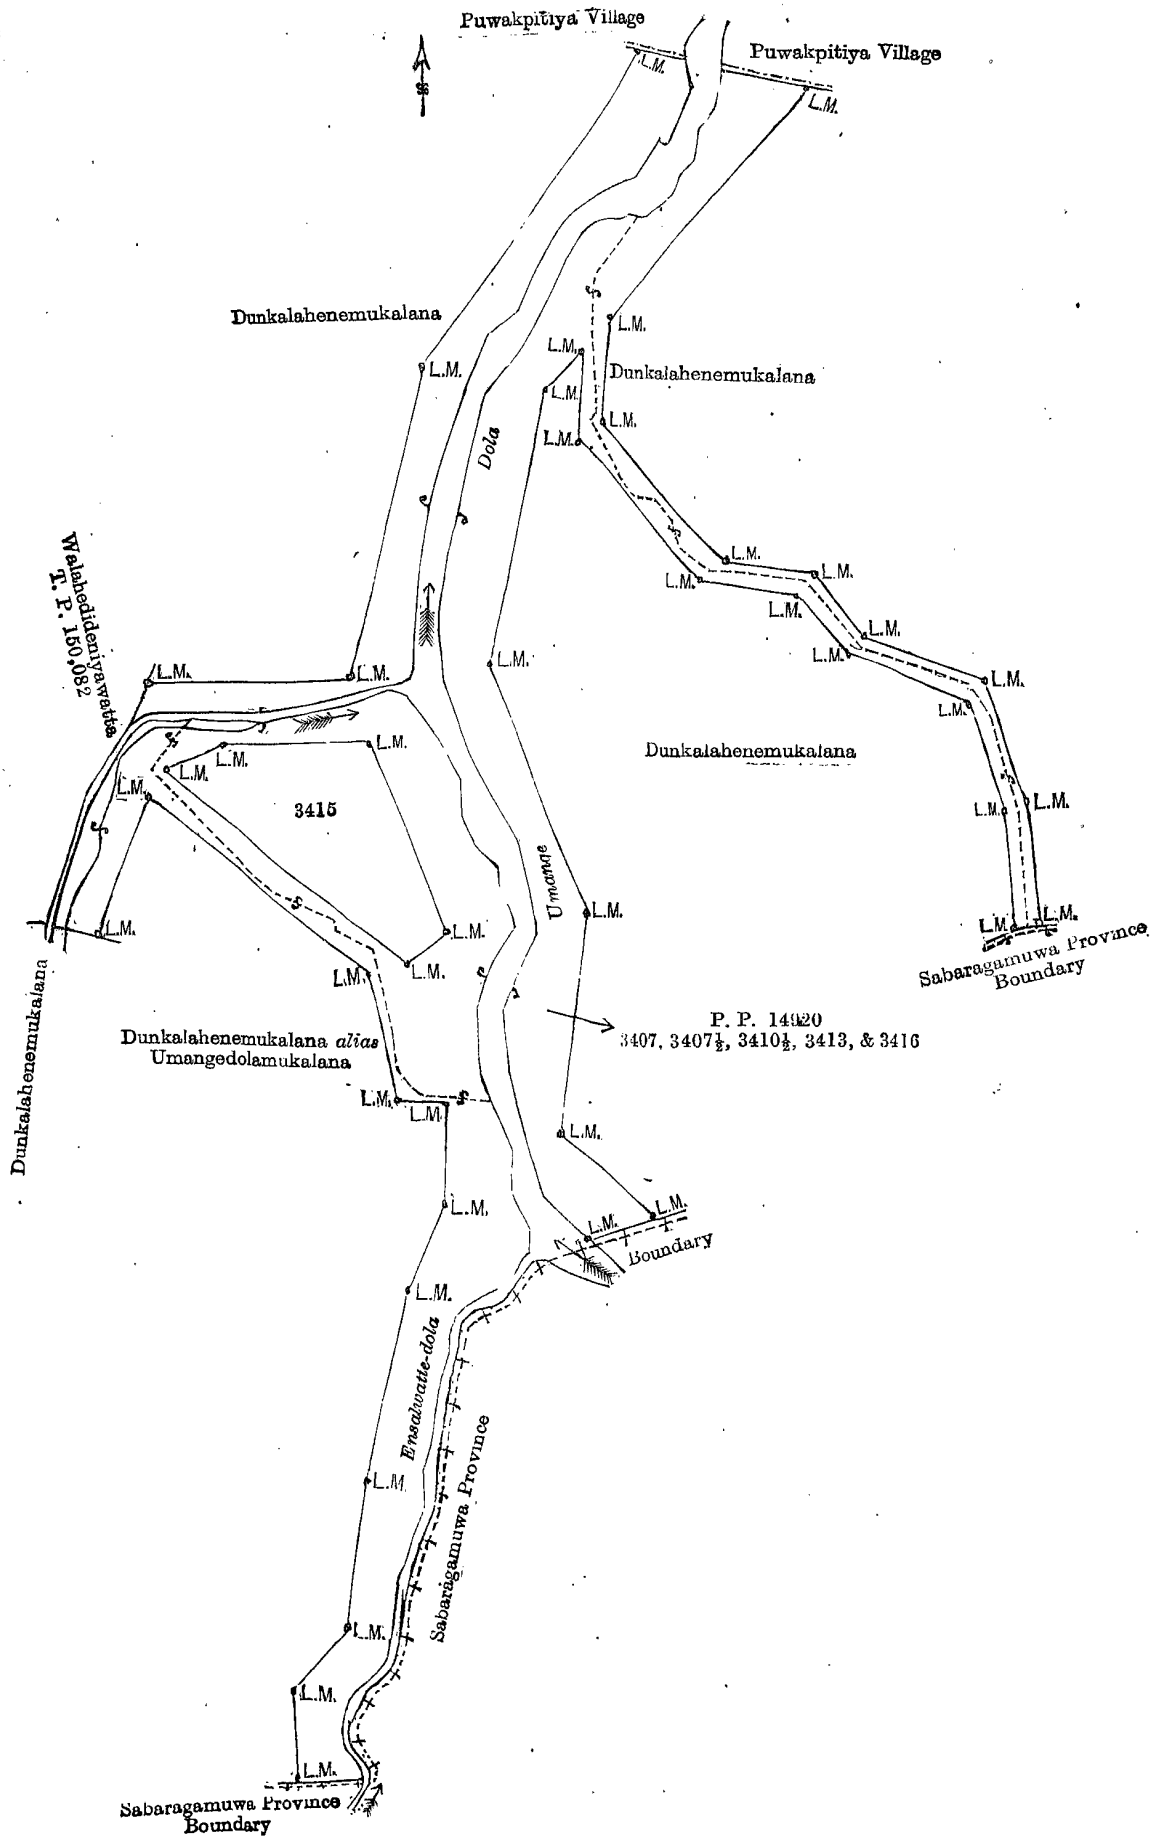 Puwakpitiya Village
Puwakpitiya Village
L.M.
L.M.
Dunkalahenemukalana
L.M.
L.M.
L.M.
Dunkalahenemukalana
L.M.
L.M.
L.M.
Dola
L.M.
L.M.
L.M.
L.M.
L.M.
L.M.
Walahedideniyawatta
T. P. 150,082
L.M.
L.M.
L.M.
L.M.
L.M.
L.M.
L.M.
L.M.
Dunkalahenemukalana
L.M.
3415
L.M.
L.M.
Umange
L.M.
L.M.
L.M.
L.M.
L.M.
Sabaragamuwa Province
Boundary
L.M.
L.M.
Dunkalahenemukalana
P. P. 14920
3407, 3407½, 3410½, 3413, & 3416
Dunkalahenemukalana alias
Umangedolamukalana
L.M.
L.M.
L.M.
L.M.
L.M.
L.M.
Boundary
L.M.
Ensalwatte-dola
Sabaragamuwa Province
L.M.
L.M.
L.M.
L.M.
Sabaragamuwa Province
Boundary